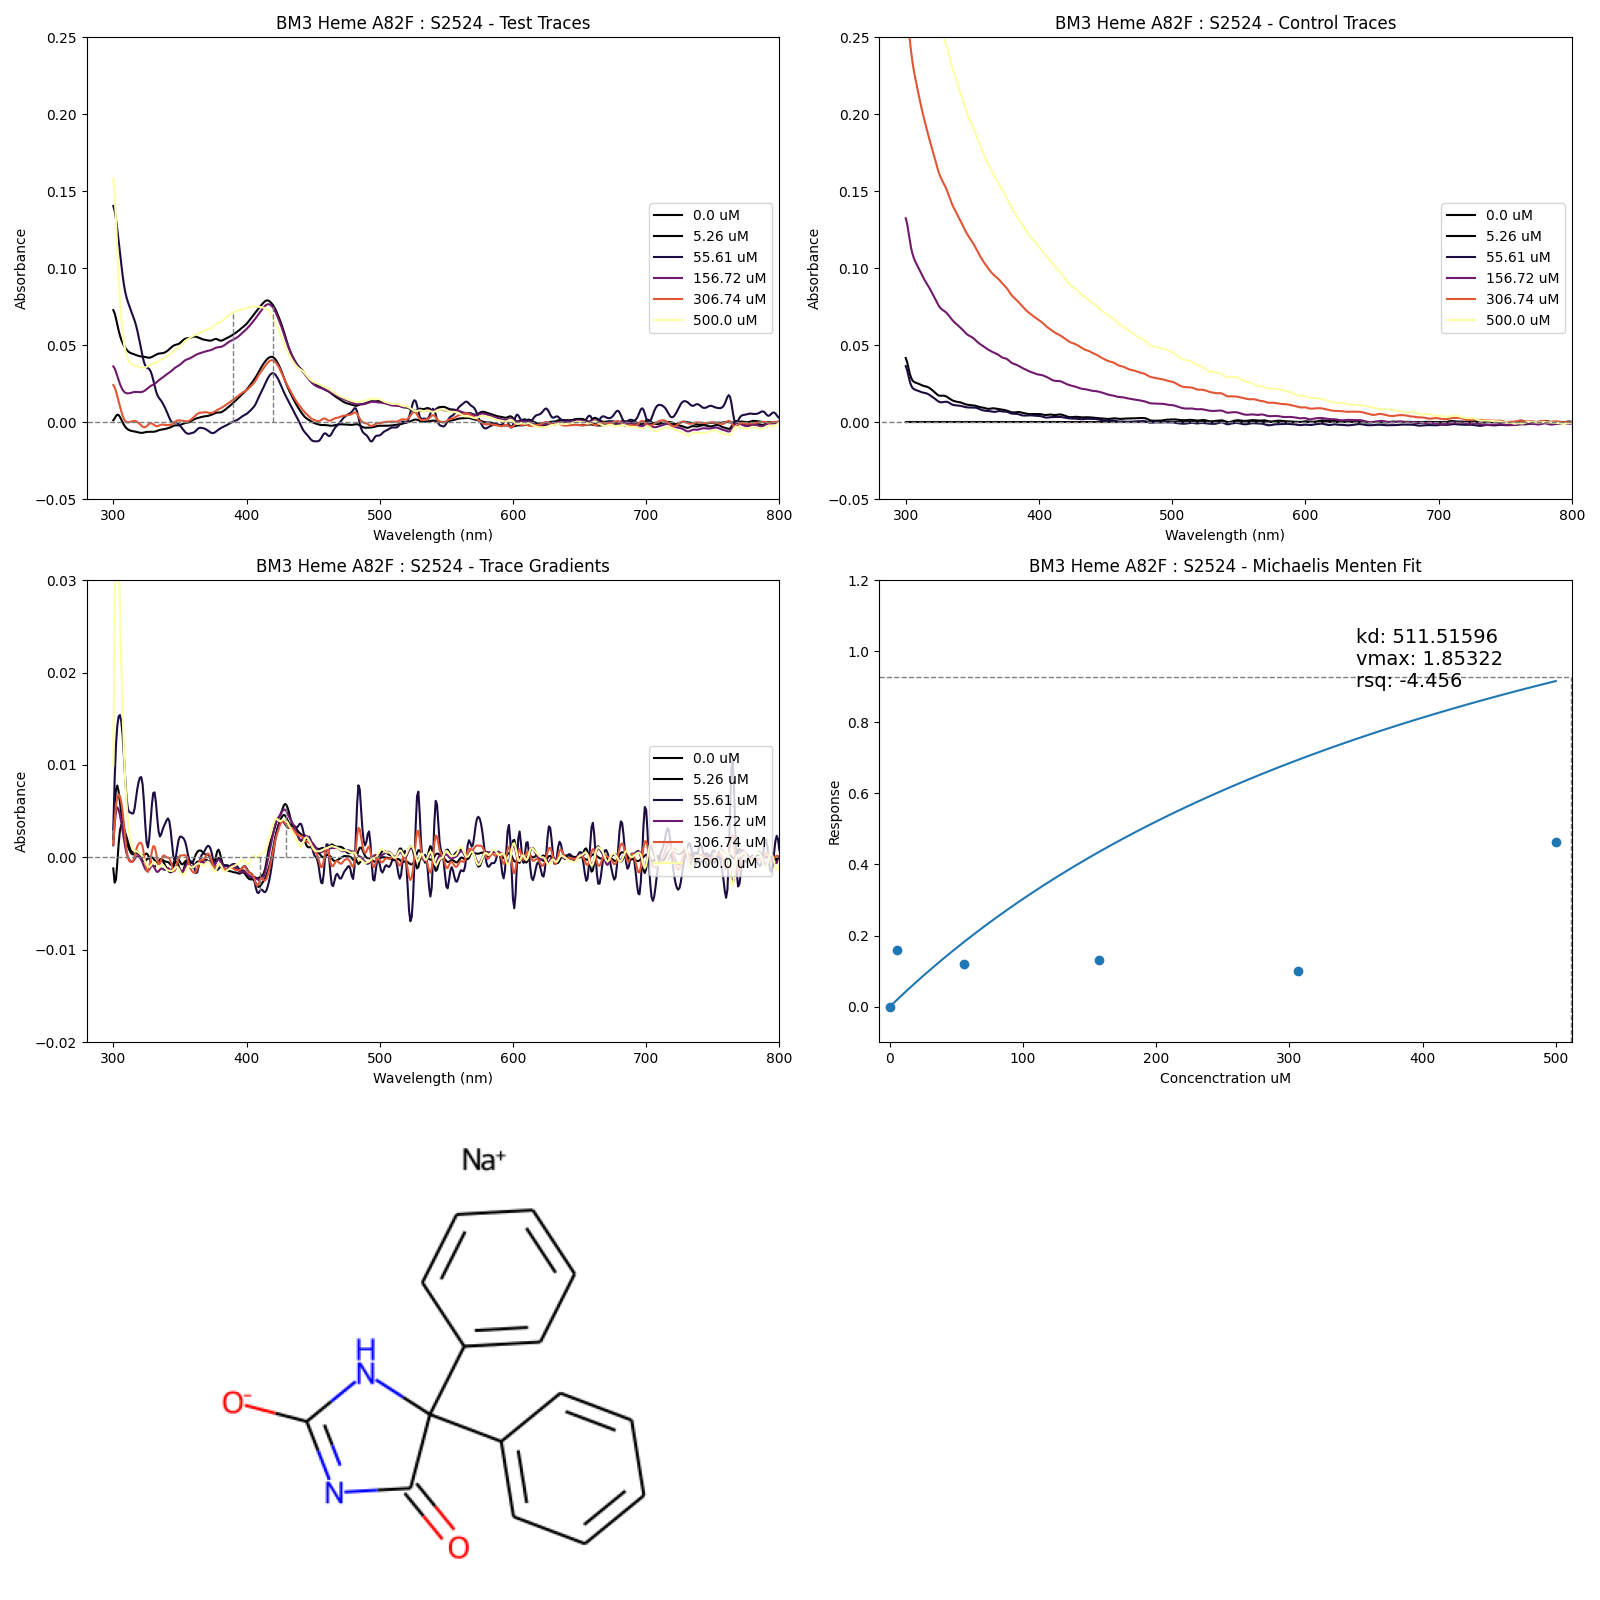 BM3 Heme A82F : S2524 - Test Traces
0.25
0.20
0.15
0.10
0.05
0.00
−0.05
Absorbance
300
400
500
600
700
800
Wavelength (nm)
0.0 uM
5.26 uM
55.61 uM
156.72 uM
306.74 uM
500.0 uM
BM3 Heme A82F : S2524 - Control Traces
0.25
0.20
0.15
0.10
0.05
0.00
−0.05
Absorbance
300
400
500
600
700
800
Wavelength (nm)
0.0 uM
5.26 uM
55.61 uM
156.72 uM
306.74 uM
500.0 uM
BM3 Heme A82F : S2524 - Trace Gradients
0.03
0.02
0.01
0.00
−0.01
−0.02
Absorbance
300
400
500
600
700
800
Wavelength (nm)
0.0 uM
5.26 uM
55.61 uM
156.72 uM
306.74 uM
500.0 uM
BM3 Heme A82F : S2524 - Michaelis Menten Fit
1.2
1.0
0.8
0.6
0.4
0.2
0.0
Response
0
100
200
300
400
500
Concenctration uM
kd: 511.51596
vmax: 1.85322
rsq: -4.456
Na⁺
H
N
O⁻
N
O